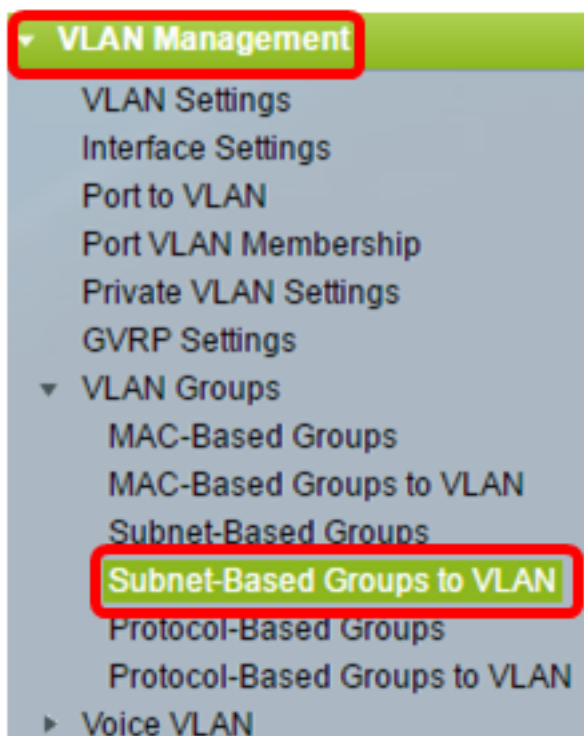 VLAN Management
VLAN Settings
Interface Settings
Port to VLAN
Port VLAN Membership
Private VLAN Settings
GVRP Settings
VLAN Groups
MAC-Based Groups
MAC-Based Groups to VLAN
Subnet-Based Groups
Subnet-Based Groups to VLAN
Protocol-Based Groups
Protocol-Based Groups to VLAN
Voice VLAN